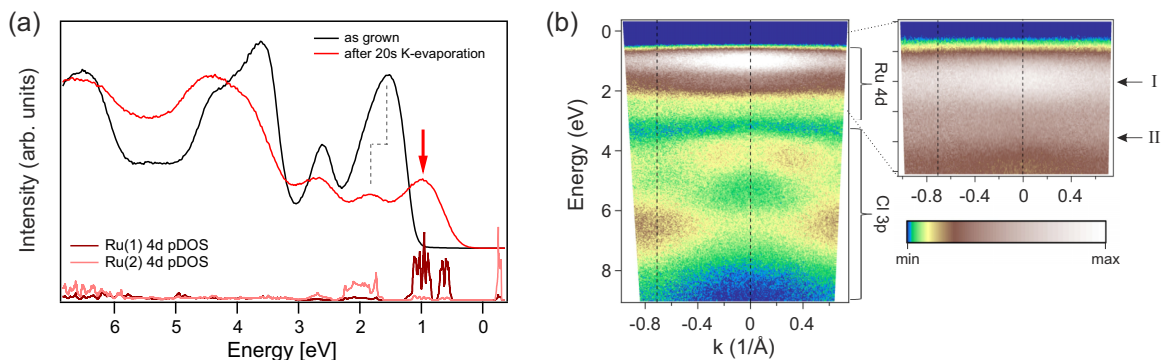 (a)
as grown
after 20s K-evaporation
Intensity (arb. units)
Ru(1) 4d pDOS
Ru(2) 4d pDOS
6 5 4 3 2 1 0
Energy [eV]
(b)
0
2
4
6
8
Energy (eV)
-0.8 -0.4 0 0.4
k (1/Å)
Ru 4d
Cl 3p
I
II
-0.8 -0.4 0 0.4
min max